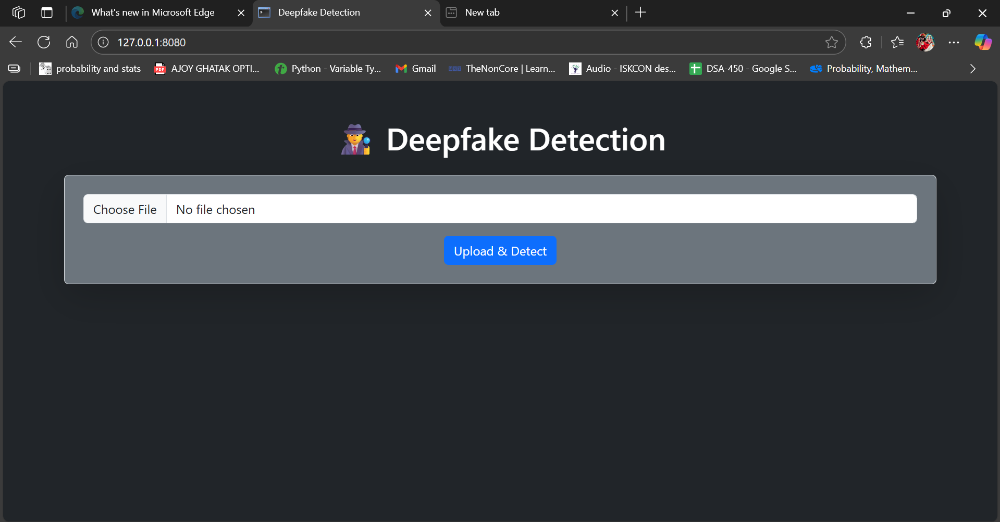 What's new in Microsoft Edge
Deepfake Detection
New tab
127.0.0.1:8080
probability and stats
PDF
AJOY GHATAK OPTI...
Python - Variable Ty...
Gmail
TheNonCore | Learn...
Audio - ISKCON des...
DSA-450 - Google S...
Probability, Mathem...
Deepfake Detection
Choose File
No file chosen
Upload & Detect